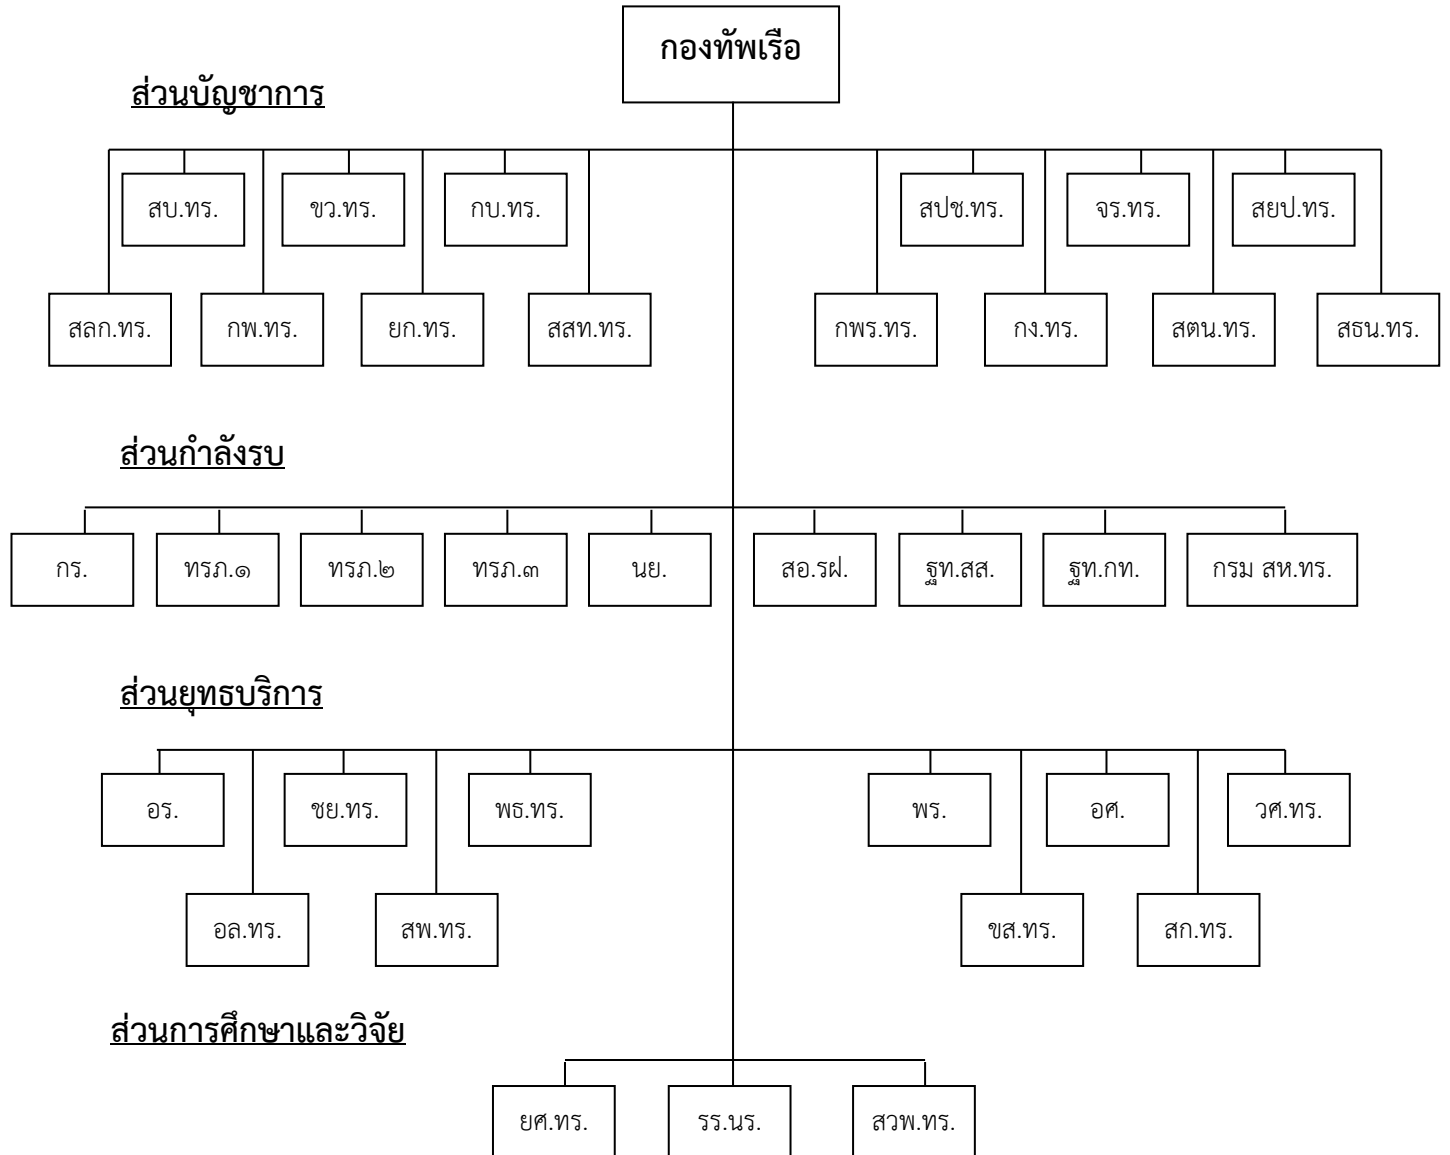 กองทัพเรือ
ส่วนบัญชาการ
สบ.ทร. ขว.ทร. กบ.ทร. สปช.ทร. จร.ทร. สยป.ทร.
สลก.ทร. กพ.ทร. ยก.ทร. สสท.ทร. กพร.ทร. กง.ทร. สตน.ทร. สธน.ทร.
ส่วนกำลังรบ
กร. ทรภ.๑ ทรภ.๒ ทรภ.๓ นย. สอ.รฝ. ฐท.สส. ฐท.กท. กรม สห.ทร.
ส่วนยุทธบริการ
อร. ชย.ทร. พธ.ทร. พร. อศ. วศ.ทร.
อล.ทร. สพ.ทร. ขส.ทร. สก.ทร.
ส่วนการศึกษาและวิจัย
ยศ.ทร. รร.นร. สวพ.ทร.